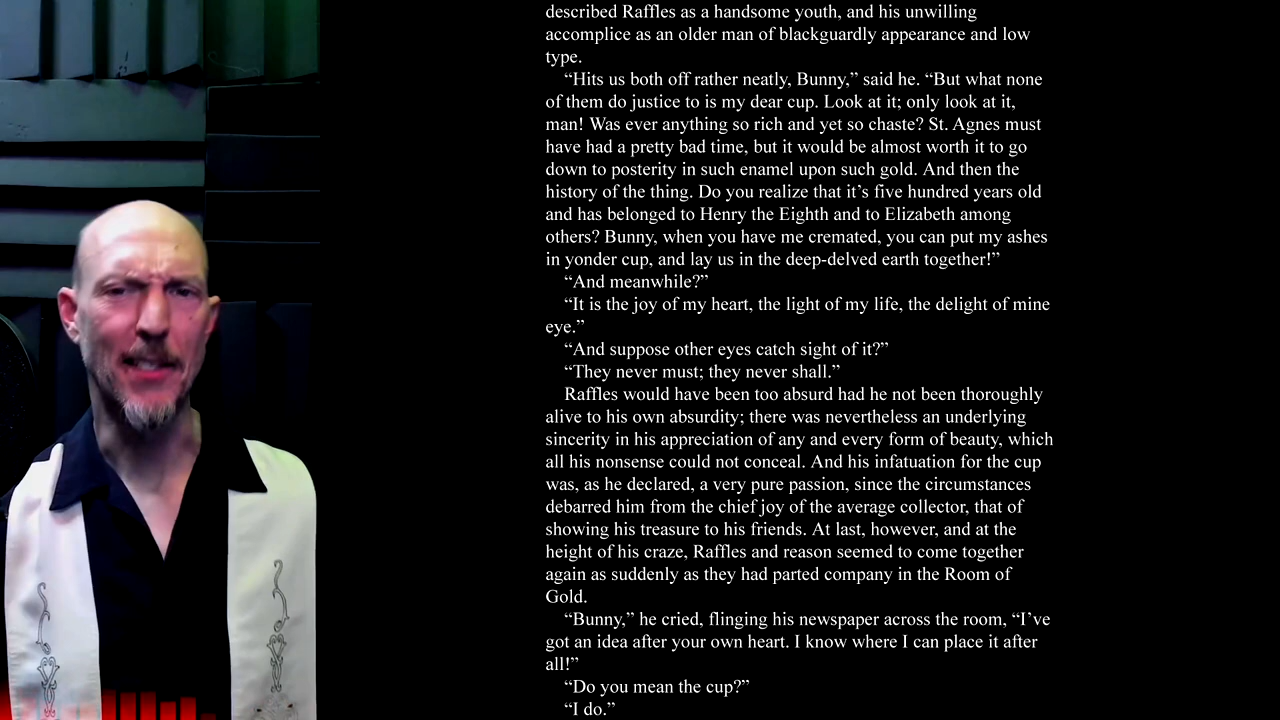 described Raffles as a handsome youth, and his unwilling
accomplice as an older man of blackguardly appearance and low
type.
“Hits us both off rather neatly, Bunny,” said he. “But what none
of them do justice to is my dear cup. Look at it; only look at it,
man! Was ever anything so rich and yet so chaste? St. Agnes must
have had a pretty bad time, but it would be almost worth it to go
down to posterity in such enamel upon such gold. And then the
history of the thing. Do you realize that it’s five hundred years old
and has belonged to Henry the Eighth and to Elizabeth among
others? Bunny, when you have me cremated, you can put my ashes
in yonder cup, and lay us in the deep-delved earth together!”
“And meanwhile?”
“It is the joy of my heart, the light of my life, the delight of mine
eye.”
“And suppose other eyes catch sight of it?”
“They never must; they never shall.”
Raffles would have been too absurd had he not been thoroughly
alive to his own absurdity; there was nevertheless an underlying
sincerity in his appreciation of any and every form of beauty, which
all his nonsense could not conceal. And his infatuation for the cup
was, as he declared, a very pure passion, since the circumstances
debarred him from the chief joy of the average collector, that of
showing his treasure to his friends. At last, however, and at the
height of his craze, Raffles and reason seemed to come together
again as suddenly as they had parted company in the Room of
Gold.
“Bunny,” he cried, flinging his newspaper across the room, “I’ve
got an idea after your own heart. I know where I can place it after
all!”
“Do you mean the cup?”
“I do.”